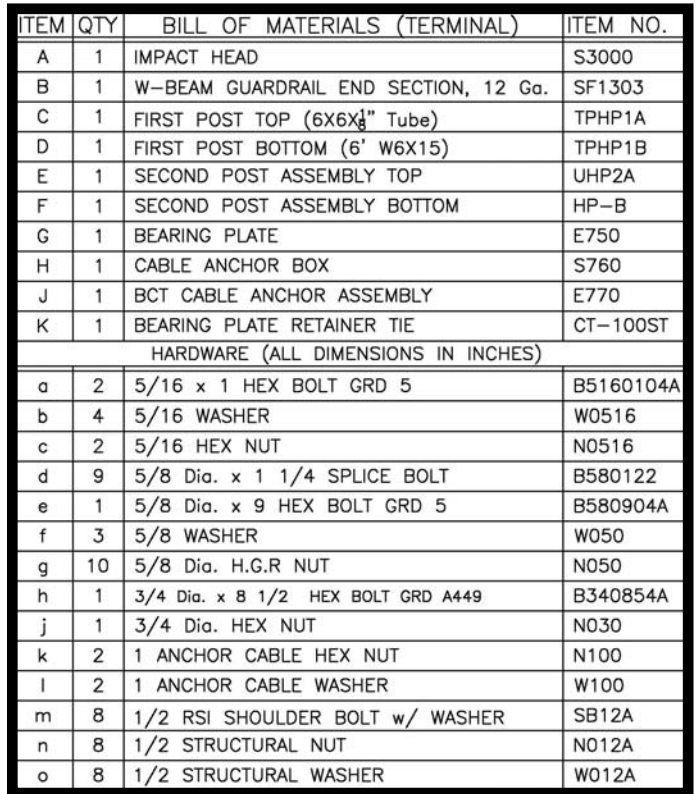 ITEM QTY BILL OF MATERIALS (TERMINAL) ITEM NO.
A 1 IMPACT HEAD S3000
B 1 W-BEAM GUARDRAIL END SECTION, 12 Ga. SF1303
C 1 FIRST POST TOP (6X6X1/8" Tube) TPHP1A
D 1 FIRST POST BOTTOM (6' W6X15) TPHP1B
E 1 SECOND POST ASSEMBLY TOP UHP2A
F 1 SECOND POST ASSEMBLY BOTTOM HP-B
G 1 BEARING PLATE E750
H 1 CABLE ANCHOR BOX S760
J 1 BCT CABLE ANCHOR ASSEMBLY E770
K 1 BEARING PLATE RETAINER TIE CT-100ST
HARDWARE (ALL DIMENSIONS IN INCHES)
a 2 5/16 x 1 HEX BOLT GRD 5 B5160104A
b 4 5/16 WASHER W0516
c 2 5/16 HEX NUT N0516
d 9 5/8 Dia. x 1 1/4 SPLICE BOLT B580122
e 1 5/8 Dia. x 9 HEX BOLT GRD 5 B580904A
f 3 5/8 WASHER W050
g 10 5/8 Dia. H.G.R NUT N050
h 1 3/4 Dia. x 8 1/2 HEX BOLT GRD A449 B340854A
j 1 3/4 Dia. HEX NUT N030
k 2 1 ANCHOR CABLE HEX NUT N100
l 2 1 ANCHOR CABLE WASHER W100
m 8 1/2 RSI SHOULDER BOLT w/ WASHER SB12A
n 8 1/2 STRUCTURAL NUT N012A
o 8 1/2 STRUCTURAL WASHER W012A